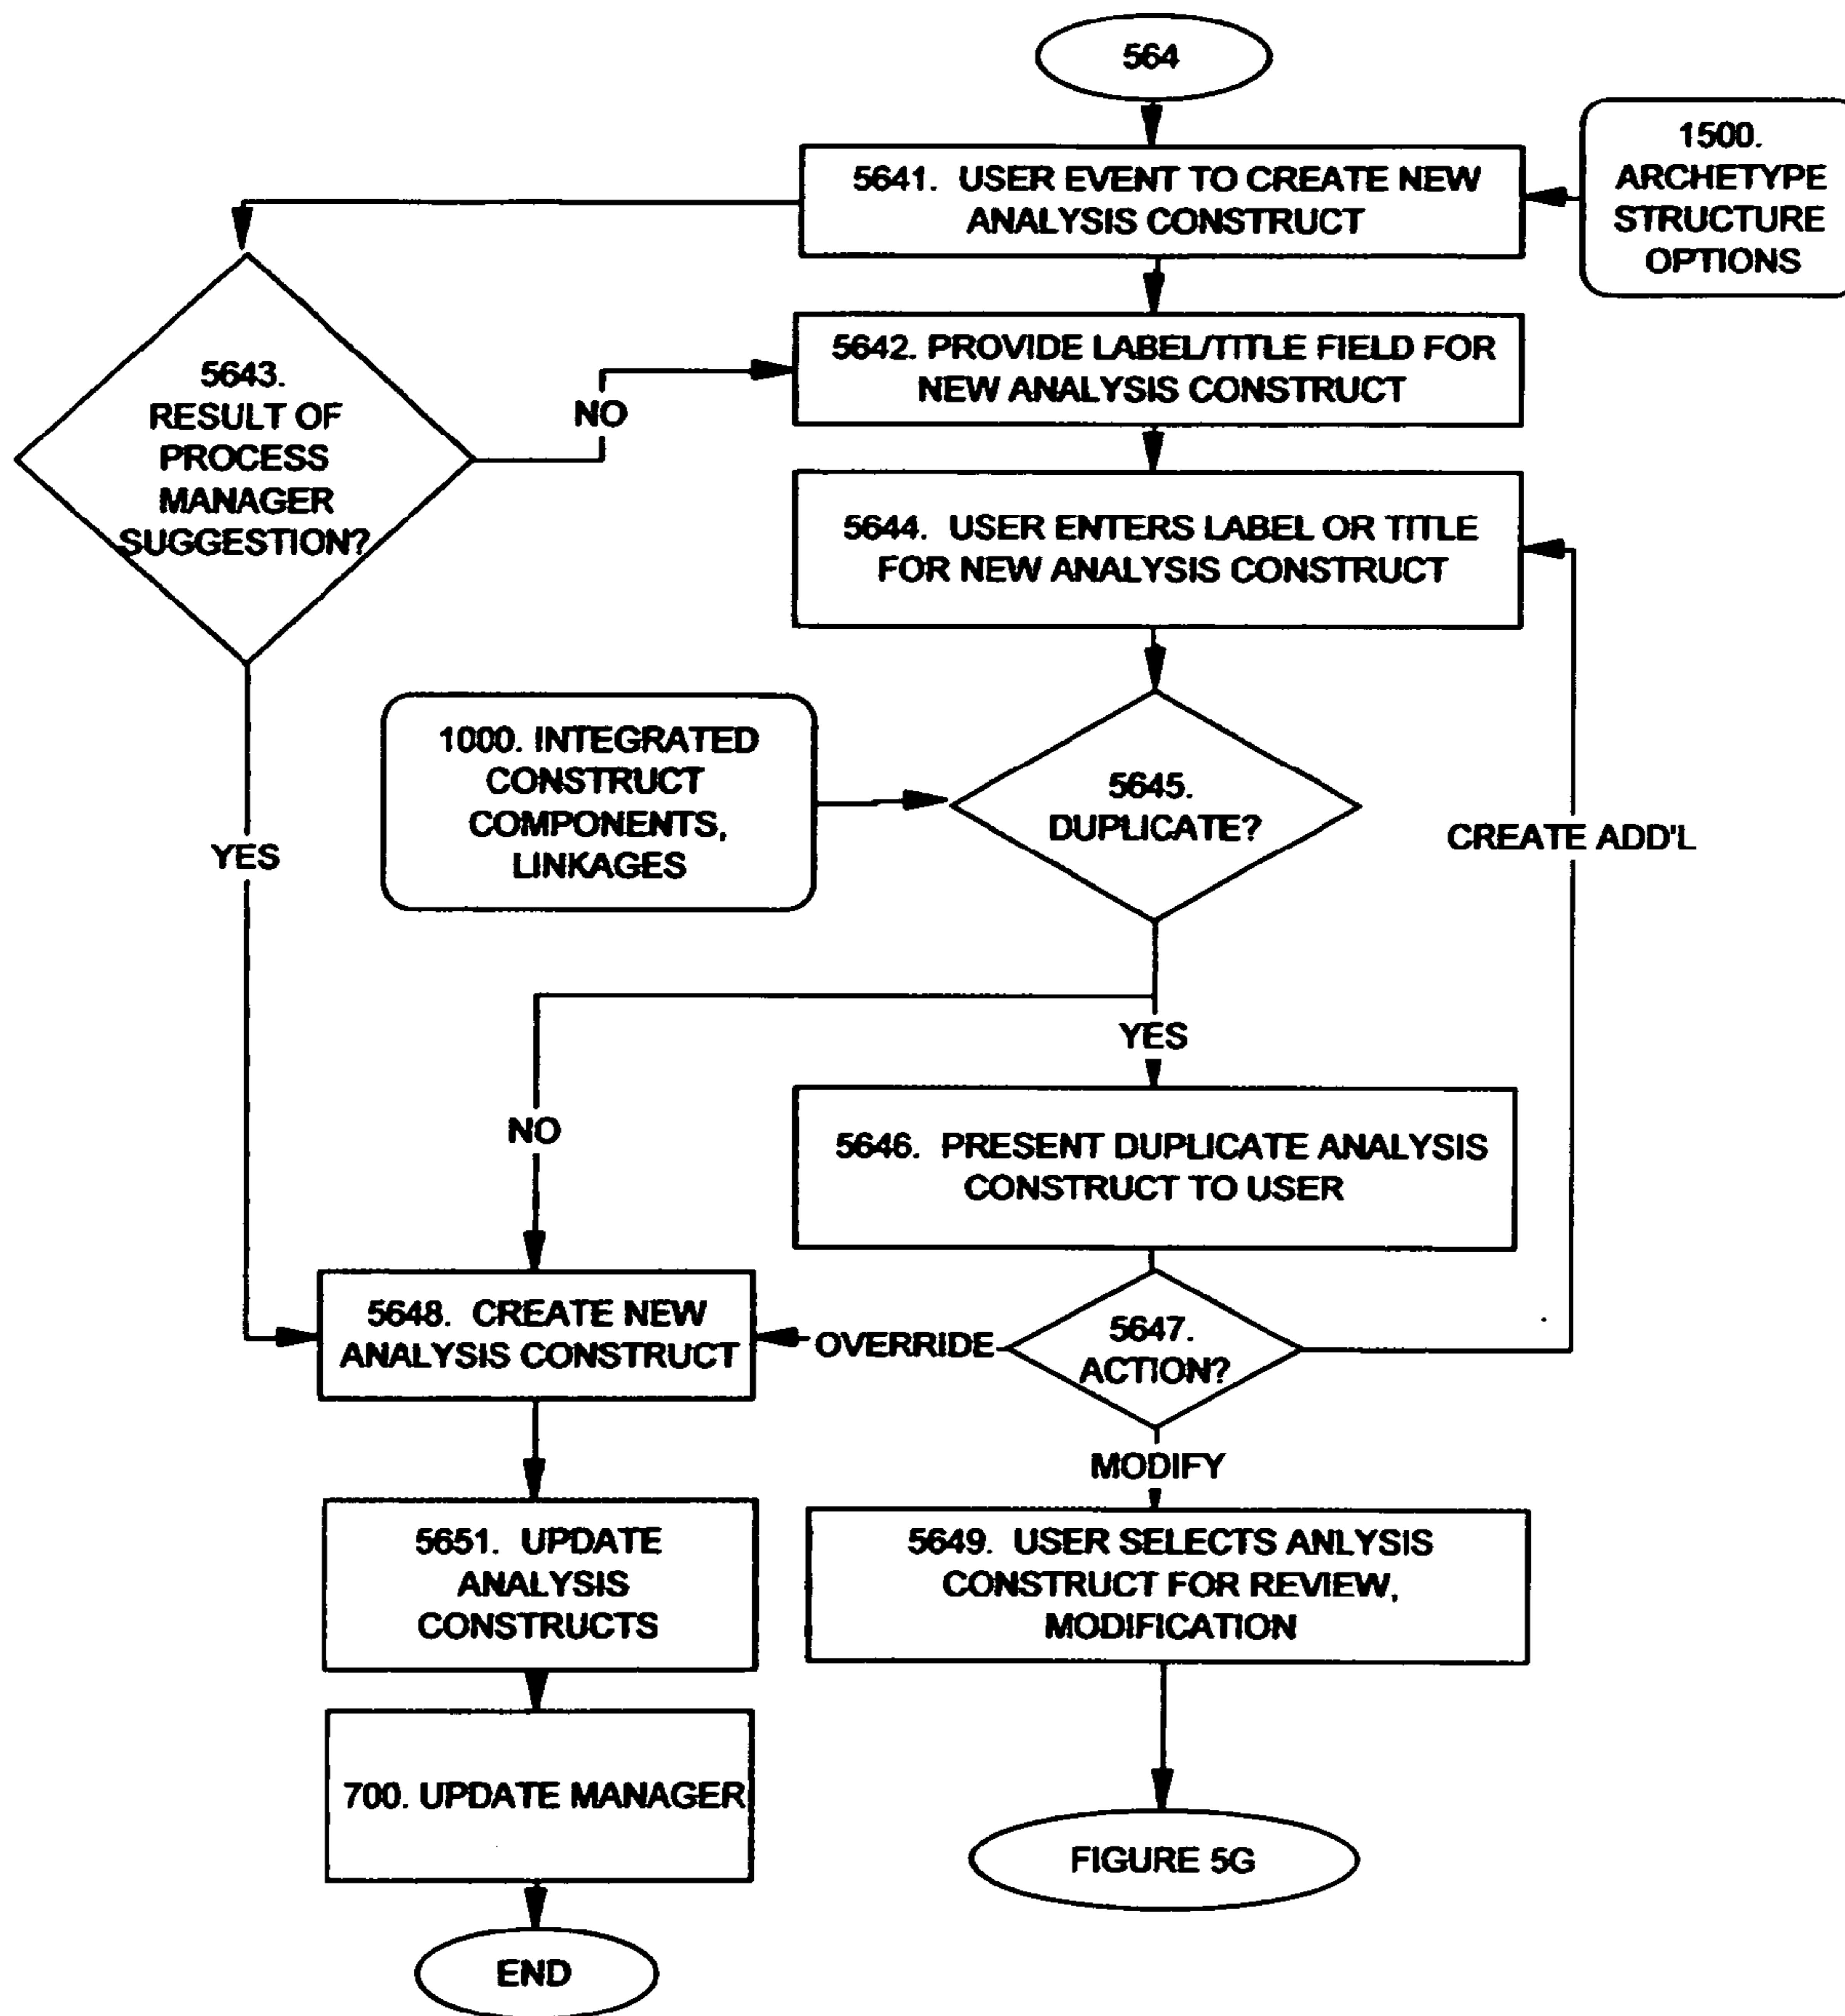 564
1500.
ARCHETYPE
STRUCTURE
OPTIONS
5641. USER EVENT TO CREATE NEW
ANALYSIS CONSTRUCT
5642. PROVIDE LABEL/TITLE FIELD FOR
NEW ANALYSIS CONSTRUCT
5643.
RESULT OF
PROCESS
MANAGER
SUGGESTION?
NO
5644. USER ENTERS LABEL OR TITLE
FOR NEW ANALYSIS CONSTRUCT
1000. INTEGRATED
CONSTRUCT
COMPONENTS,
LINKAGES
5645.
DUPLICATE?
CREATE ADD'L
YES
YES
NO
5646. PRESENT DUPLICATE ANALYSIS
CONSTRUCT TO USER
5648. CREATE NEW
ANALYSIS CONSTRUCT
OVERRIDE
5647.
ACTION?
MODIFY
5651. UPDATE
ANALYSIS
CONSTRUCTS
5649. USER SELECTS ANLYSIS
CONSTRUCT FOR REVIEW,
MODIFICATION
700. UPDATE MANAGER
FIGURE 5G
END